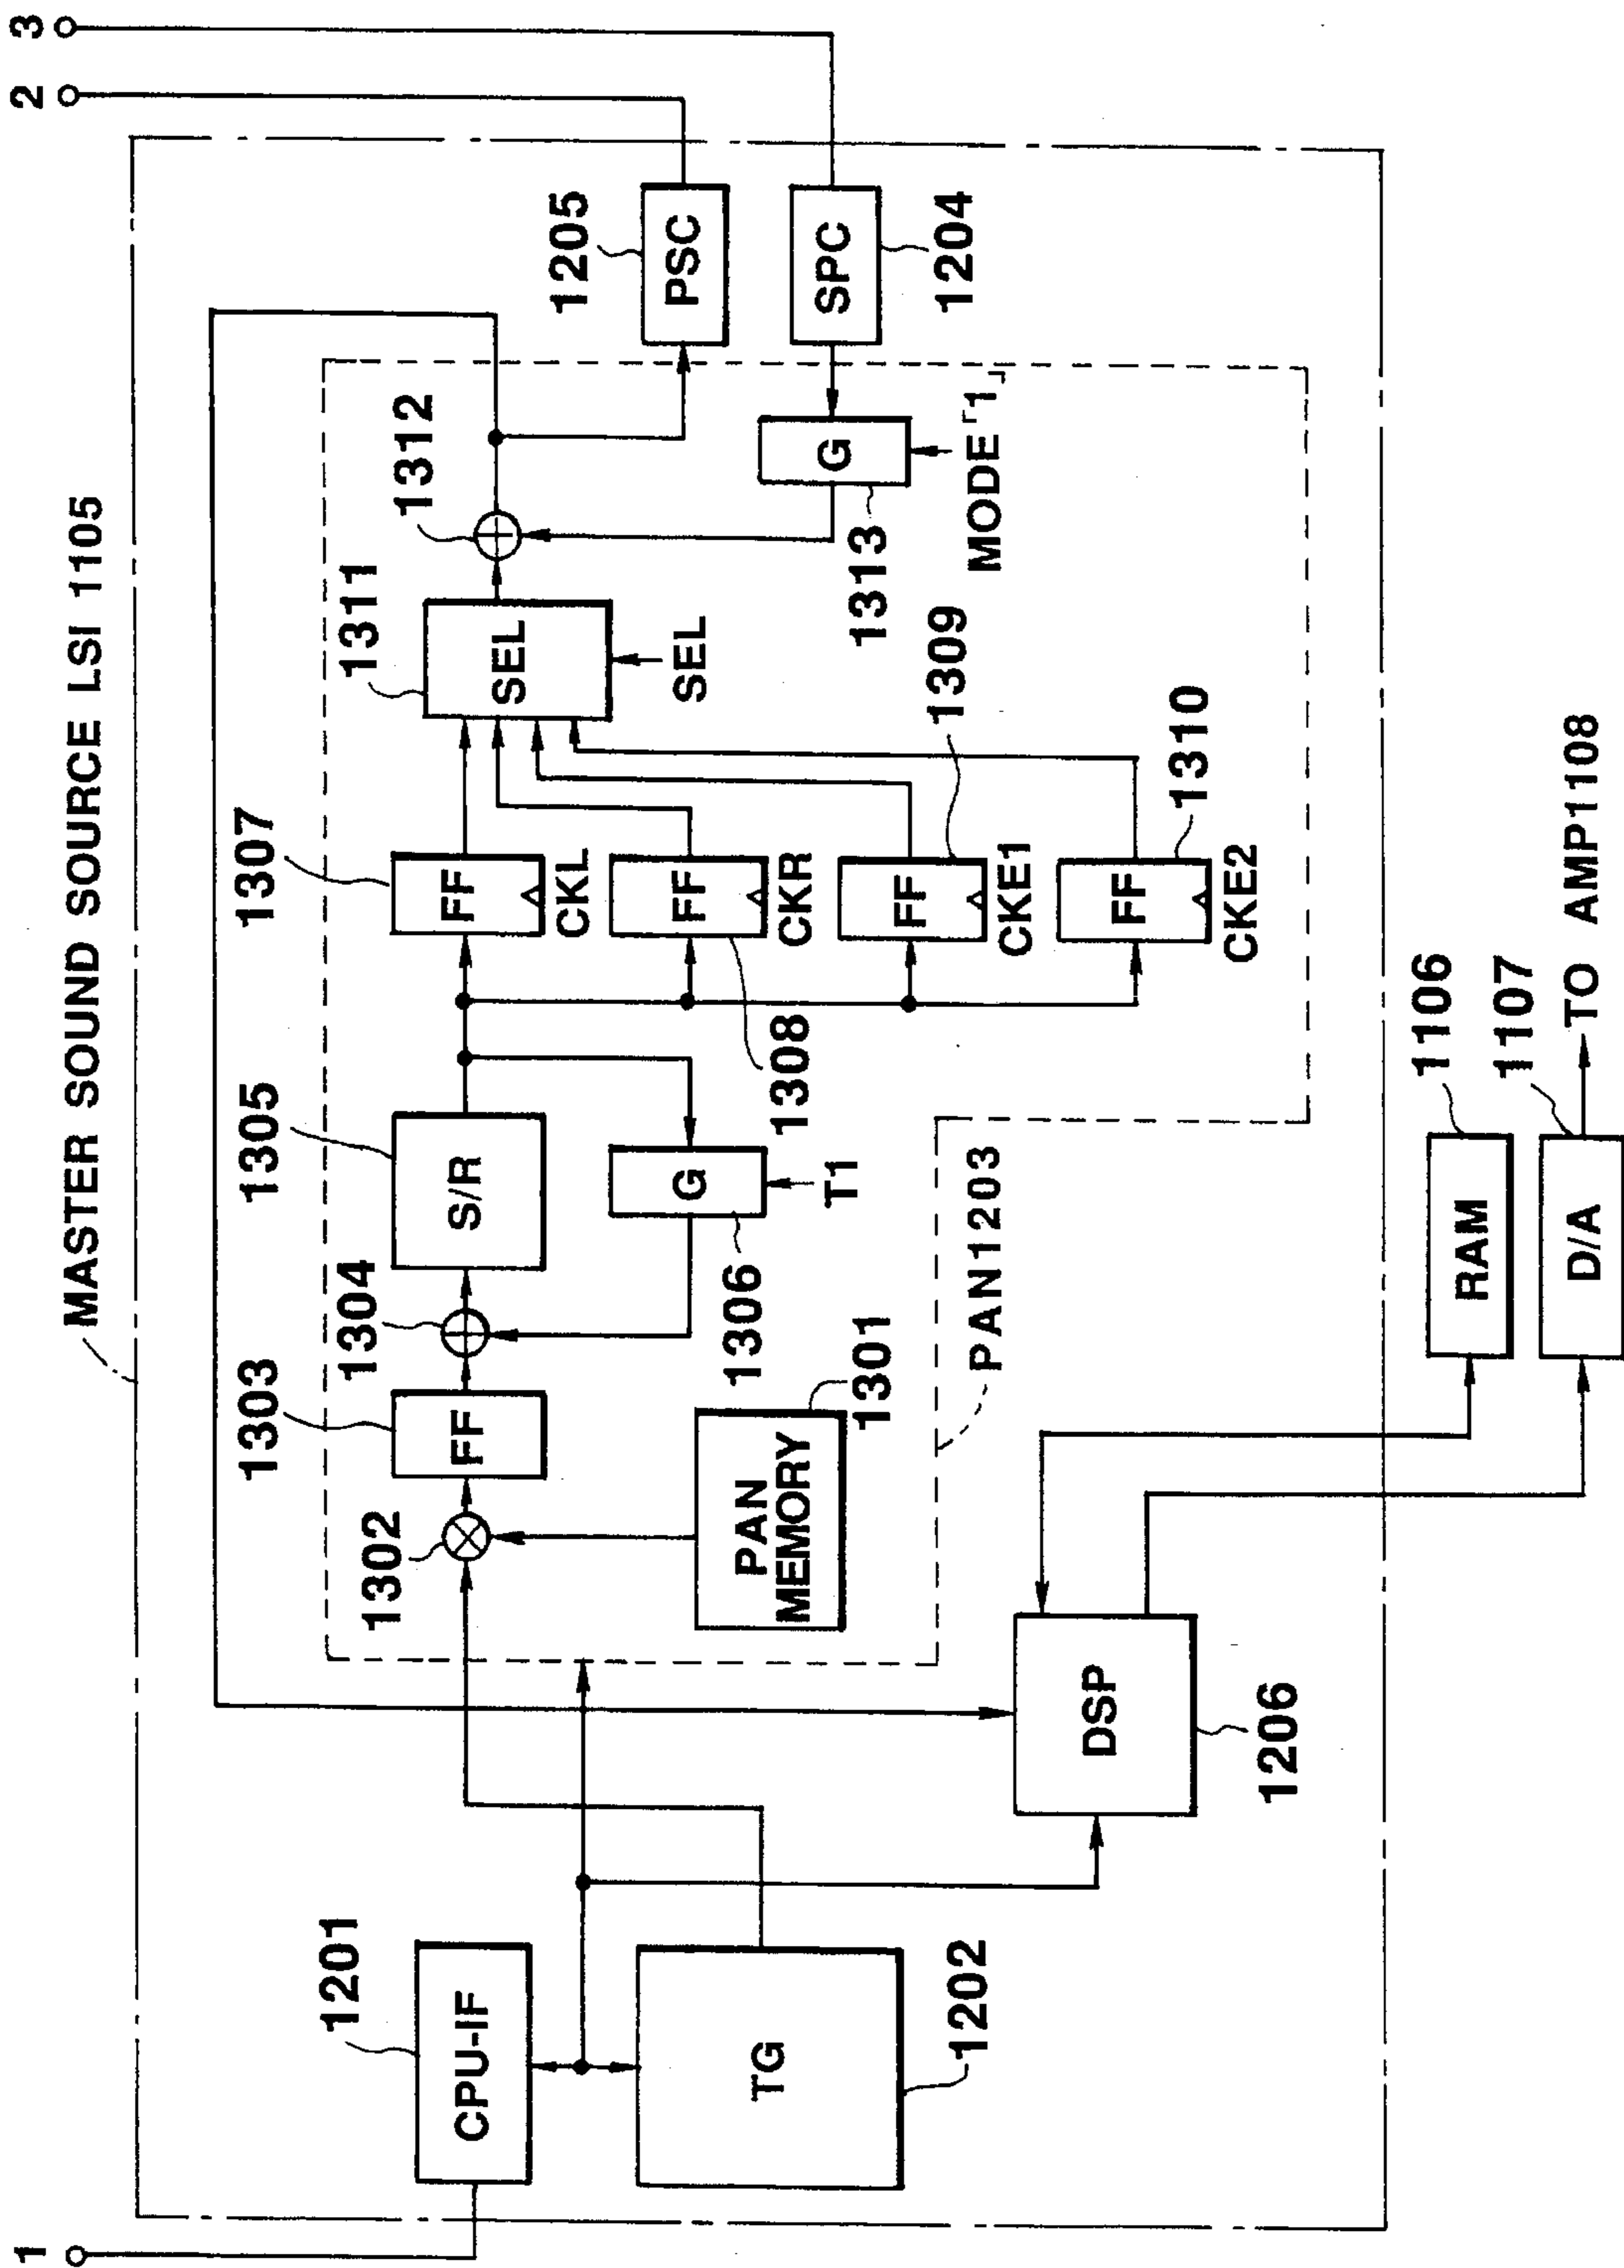 MASTER SOUND SOURCE LSI 1105
1
2
3
1201
CPU-IF
TG
1202
1302
1303
FF
1304
1305
S/R
G
T1
1306
PAN
MEMORY
1301
PAN1203
1307
FF
CKL
FF
CKR
1308
FF
CKE1
1309
FF
CKE2
1310
1311
SEL
SEL
1312
G
1313
MODE「1」
1205
PSC
SPC
1204
DSP
1206
1106
RAM
1107
D/A
TO AMP1108